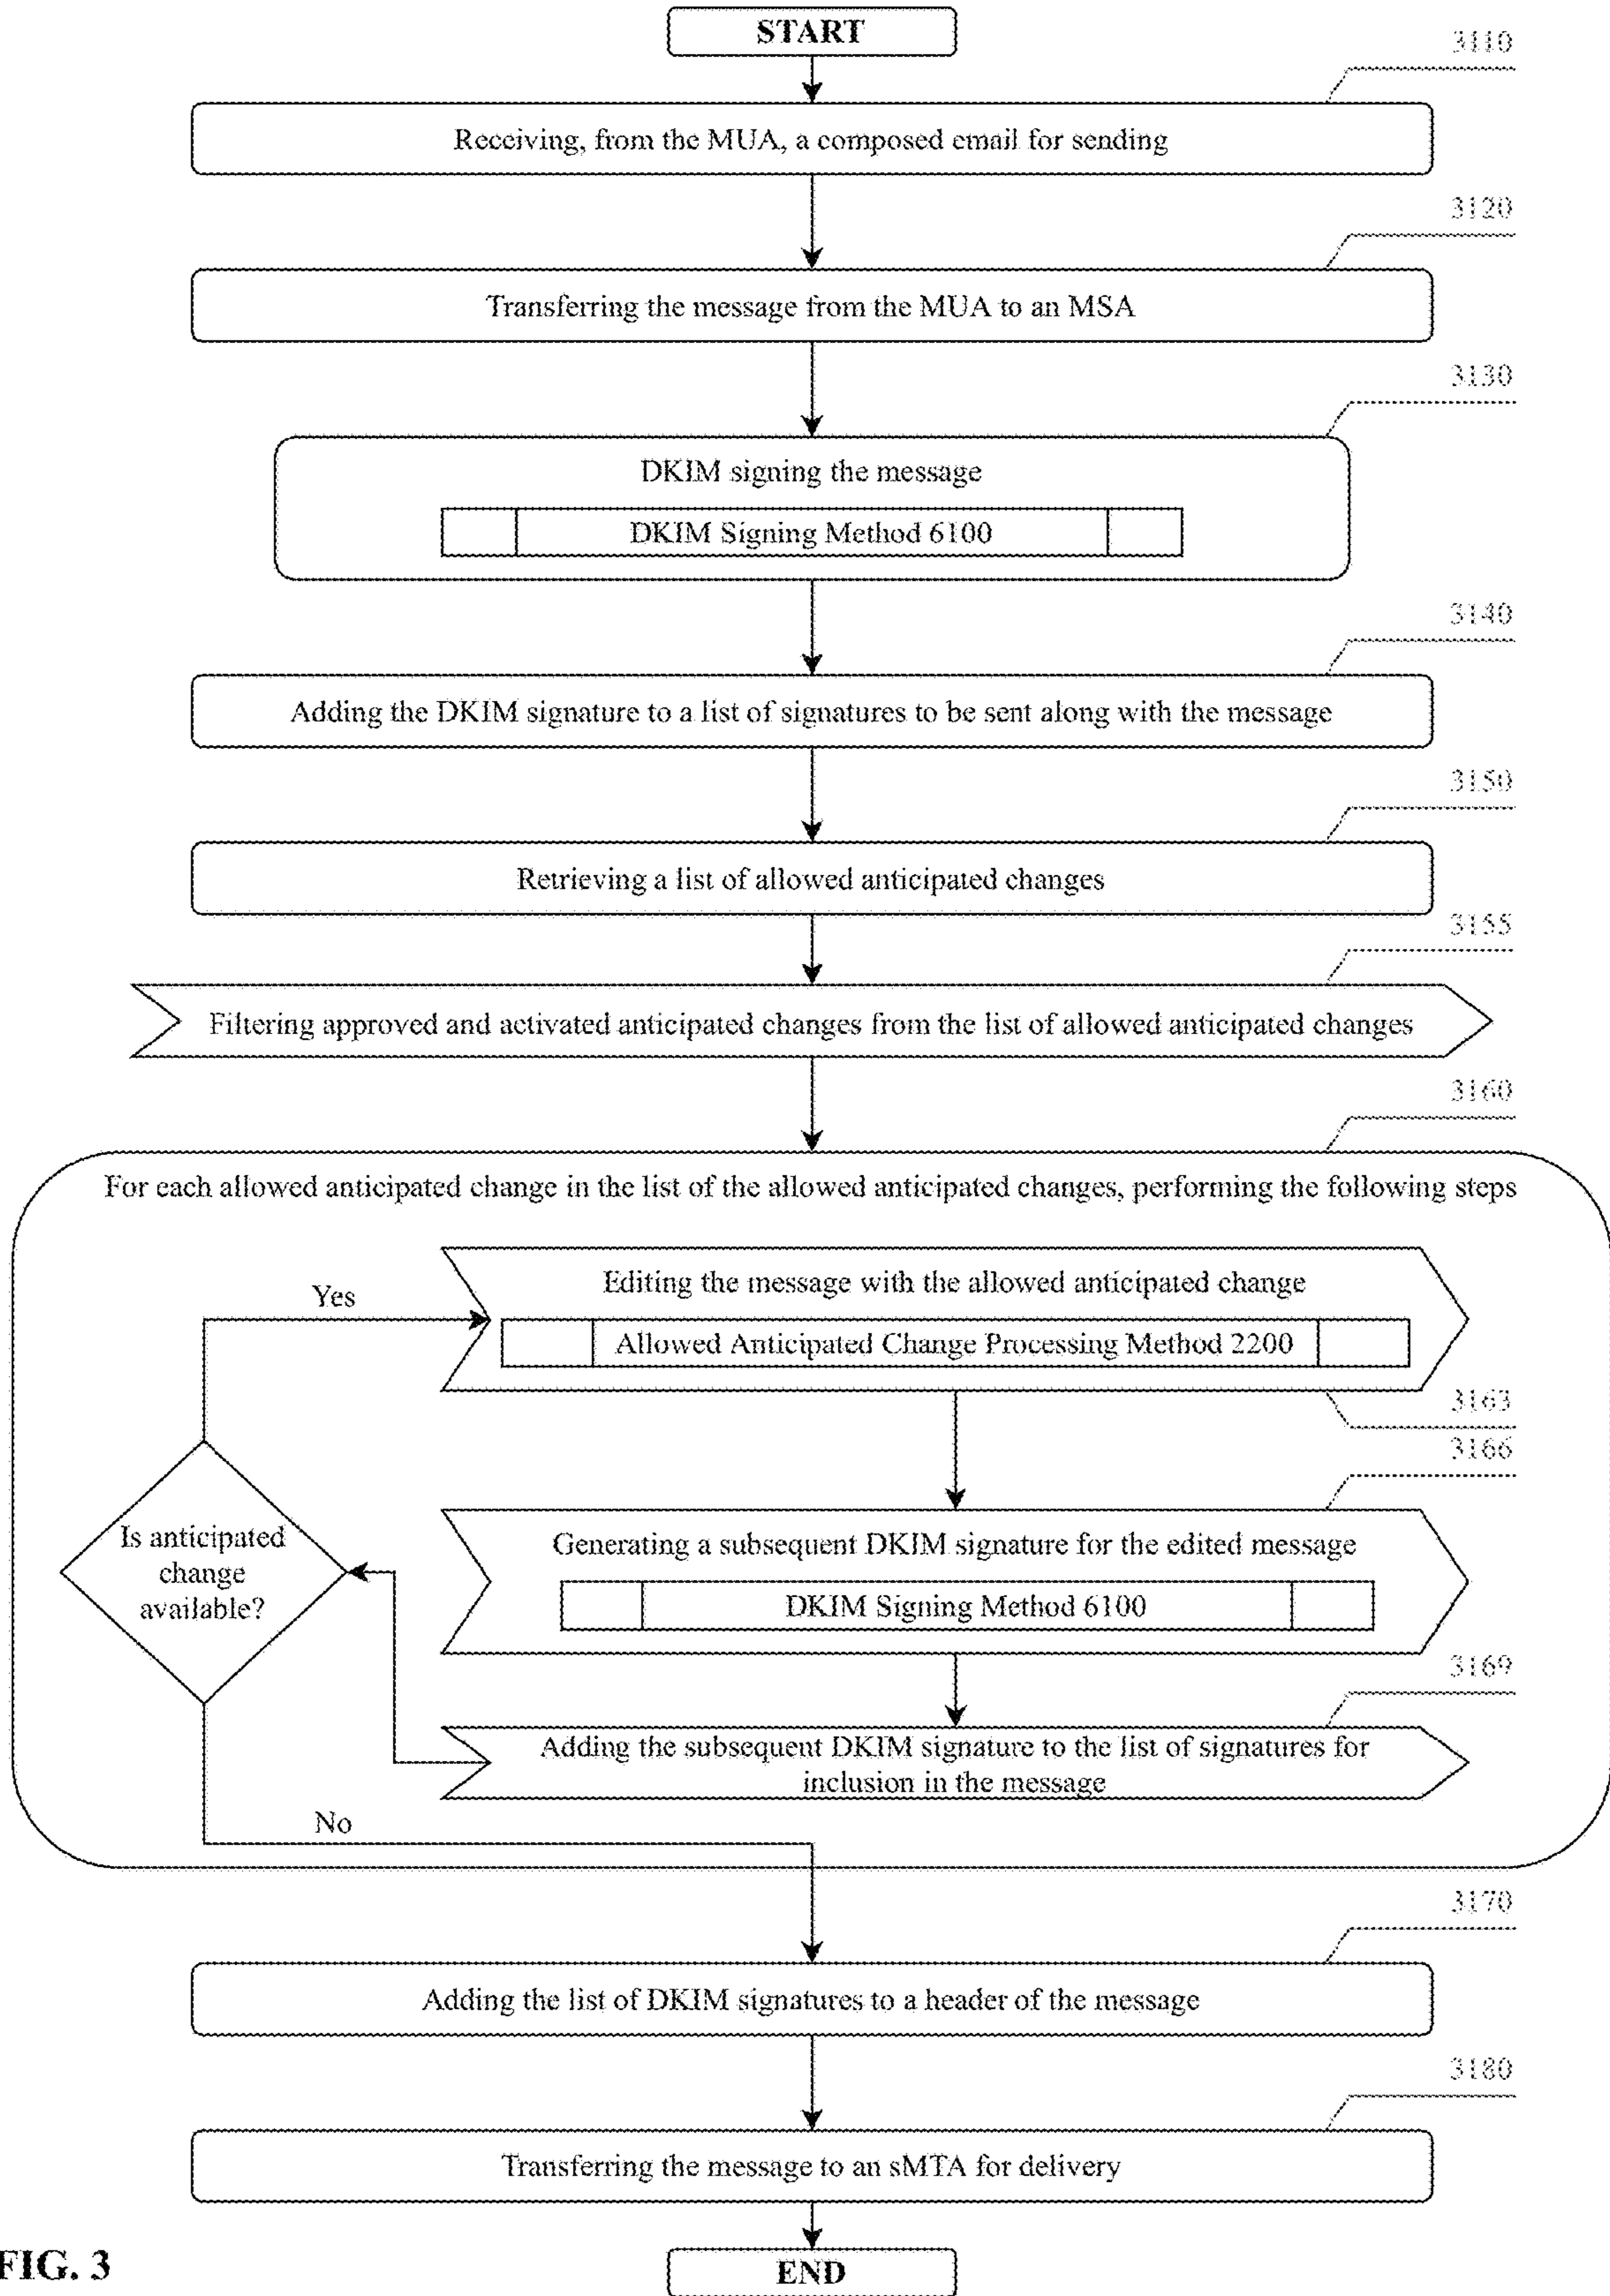 START
3110
Receiving, from the MUA, a composed email for sending
3120
Transferring the message from the MUA to an MSA
3130
DKIM signing the message
DKIM Signing Method 6100
3140
Adding the DKIM signature to a list of signatures to be sent along with the message
3150
Retrieving a list of allowed anticipated changes
3155
Filtering approved and activated anticipated changes from the list of allowed anticipated changes
3160
For each allowed anticipated change in the list of the allowed anticipated changes, performing the following steps
Editing the message with the allowed anticipated change
Yes
Allowed Anticipated Change Processing Method 2200
3163
3166
Is anticipated
change
available?
Generating a subsequent DKIM signature for the edited message
DKIM Signing Method 6100
3169
Adding the subsequent DKIM signature to the list of signatures for
inclusion in the message
No
3170
Adding the list of DKIM signatures to a header of the message
3180
Transferring the message to an sMTA for delivery
END
FIG. 3